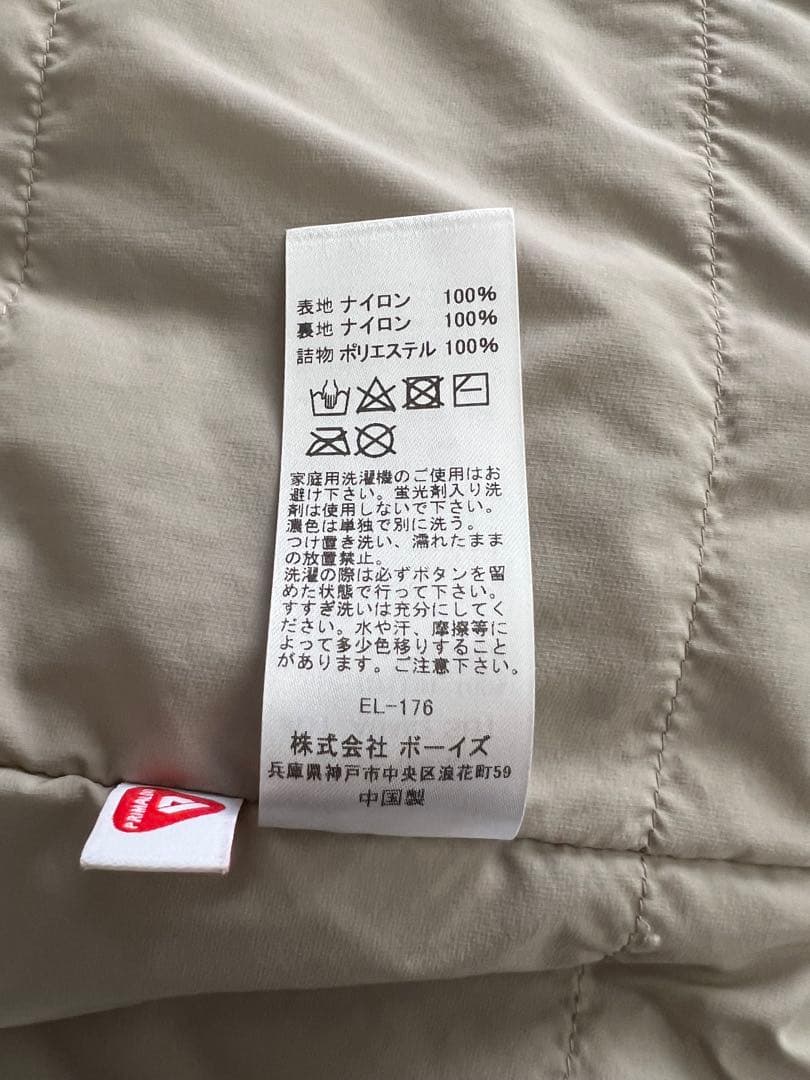 表地 ナイロン 100%
裏地 ナイロン 100%
詰物 ポリエステル 100%
家庭用洗濯機のご使用はお
避け下さい。蛍光剤入り洗
剤は使用しないで下さい。
濃色は単独で別に洗う。
つけ置き洗い、濡れたまま
の放置禁止。
洗濯の際は必ずボタンを留
めた状態で行って下さい。
すすぎ洗いは充分にしてく
ださい。水や汗、摩擦等に
よって多少色移りすること
があります。ご注意下さい。
EL-176
株式会社 ボーイズ
兵庫県神戸市中央区浪花町59
中国製